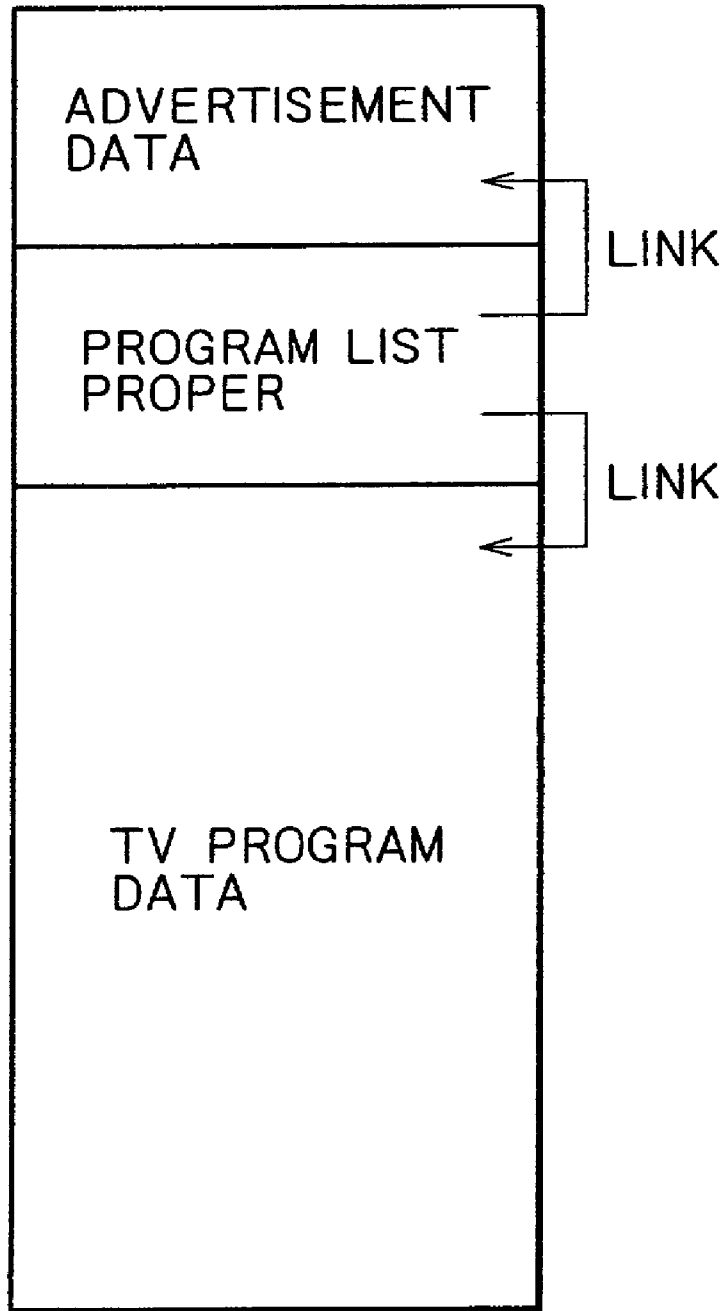 ADVERTISEMENT
DATA
LINK
PROGRAM LIST
PROPER
LINK
TV PROGRAM
DATA